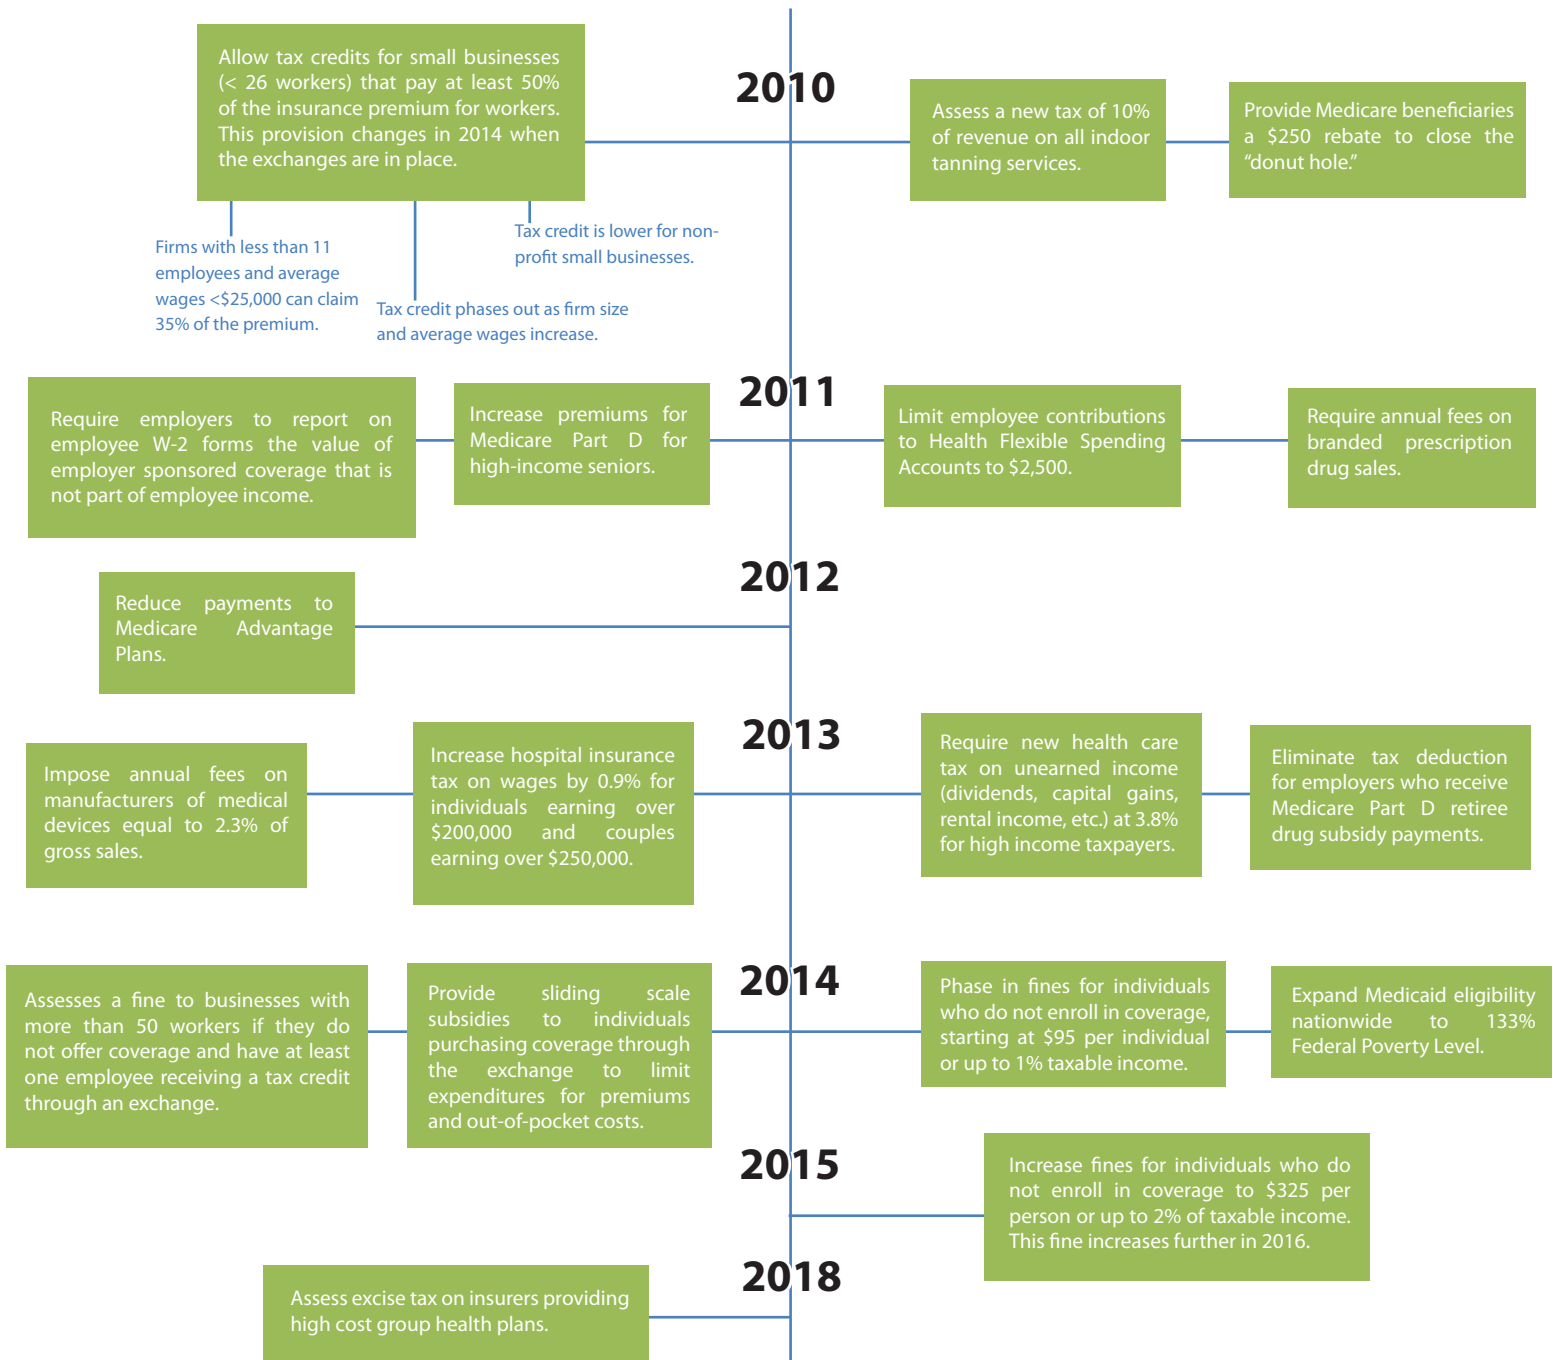 2010
Allow tax credits for small businesses
(< 26 workers) that pay at least 50%
of the insurance premium for workers.
This provision changes in 2014 when
the exchanges are in place.
Firms with less than 11
employees and average
wages <$25,000 can claim
35% of the premium.
Tax credit phases out as firm size
and average wages increase.
Tax credit is lower for non-
profit small businesses.
Assess a new tax of 10%
of revenue on all indoor
tanning services.
Provide Medicare beneficiaries
a $250 rebate to close the
“donut hole.”
2011
Require employers to report on
employee W-2 forms the value of
employer sponsored coverage that is
not part of employee income.
Increase premiums for
Medicare Part D for
high-income seniors.
Limit employee contributions
to Health Flexible Spending
Accounts to $2,500.
Require annual fees on
branded prescription
drug sales.
2012
Reduce payments to
Medicare Advantage
Plans.
2013
Impose annual fees on
manufacturers of medical
devices equal to 2.3% of
gross sales.
Increase hospital insurance
tax on wages by 0.9% for
individuals earning over
$200,000 and couples
earning over $250,000.
Require new health care
tax on unearned income
(dividends, capital gains,
rental income, etc.) at 3.8%
for high income taxpayers.
Eliminate tax deduction
for employers who receive
Medicare Part D retiree
drug subsidy payments.
2014
Assesses a fine to businesses with
more than 50 workers if they do
not offer coverage and have at least
one employee receiving a tax credit
through an exchange.
Provide sliding scale
subsidies to individuals
purchasing coverage through
the exchange to limit
expenditures for premiums
and out-of-pocket costs.
Phase in fines for individuals
who do not enroll in coverage,
starting at $95 per individual
or up to 1% taxable income.
Expand Medicaid eligibility
nationwide to 133%
Federal Poverty Level.
2015
Increase fines for individuals who do
not enroll in coverage to $325 per
person or up to 2% of taxable income.
This fine increases further in 2016.
2018
Assess excise tax on insurers providing
high cost group health plans.